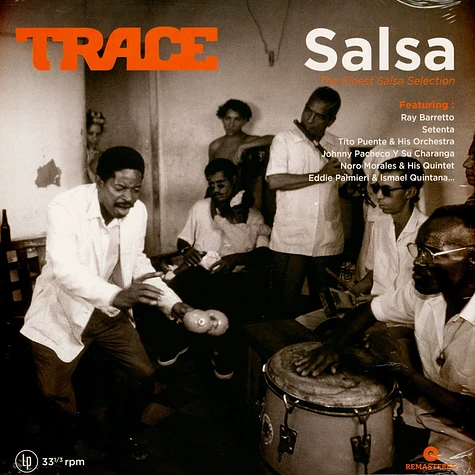 TRACE
Salsa
The Finest Salsa Selection
Featuring :
Ray Barretto
Setenta
Tito Puente & His Orchestra
Johnny Pacheco Y Su Charanga
Noro Morales & His Quintet
Eddie Palmieri & Ismael Quintana...
Lp 33 1/3 rpm
REMASTERED